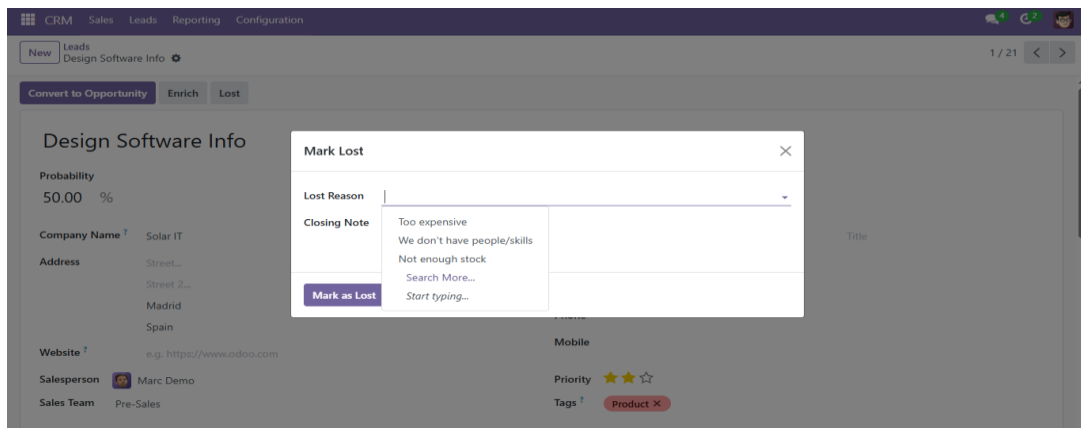 CRM Sales Leads Reporting Configuration 4 2
New Leads
Design Software Info
1 / 21
Convert to Opportunity Enrich Lost
Design Software Info
Mark Lost
Probability
50.00 %
Lost Reason
Closing Note
Too expensive
We don't have people/skills
Not enough stock
Search More...
Start typing...
Mark as Lost
Company Name ? Solar IT
Title
Address Street...
Street 2...
Madrid
Spain
Website ? e.g. https://www.odoo.com
Mobile
Salesperson Marc Demo
Priority
Sales Team Pre-Sales
Tags ? Product ×